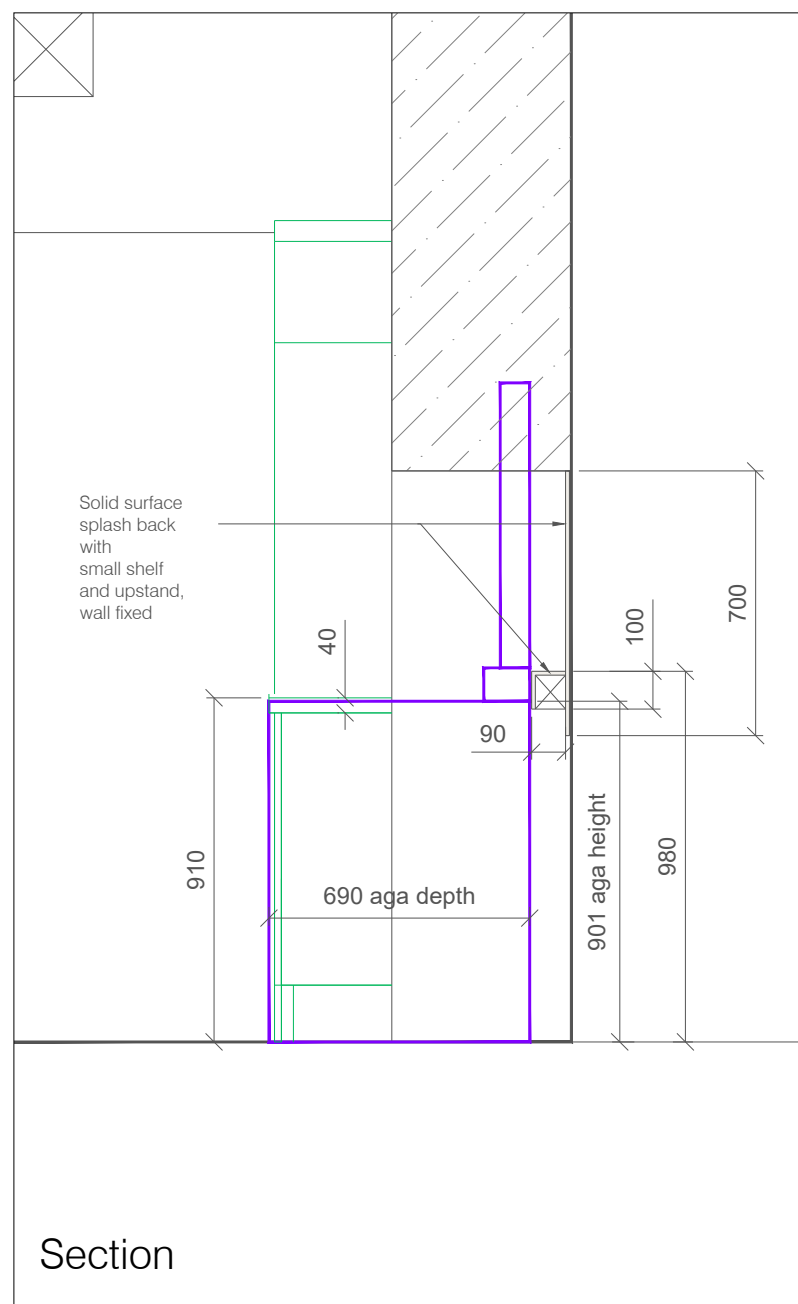 Solid surface
splash back
with
small shelf
and upstand,
wall fixed
40
100
700
90
910
690 aga depth
901 aga height
980
Section